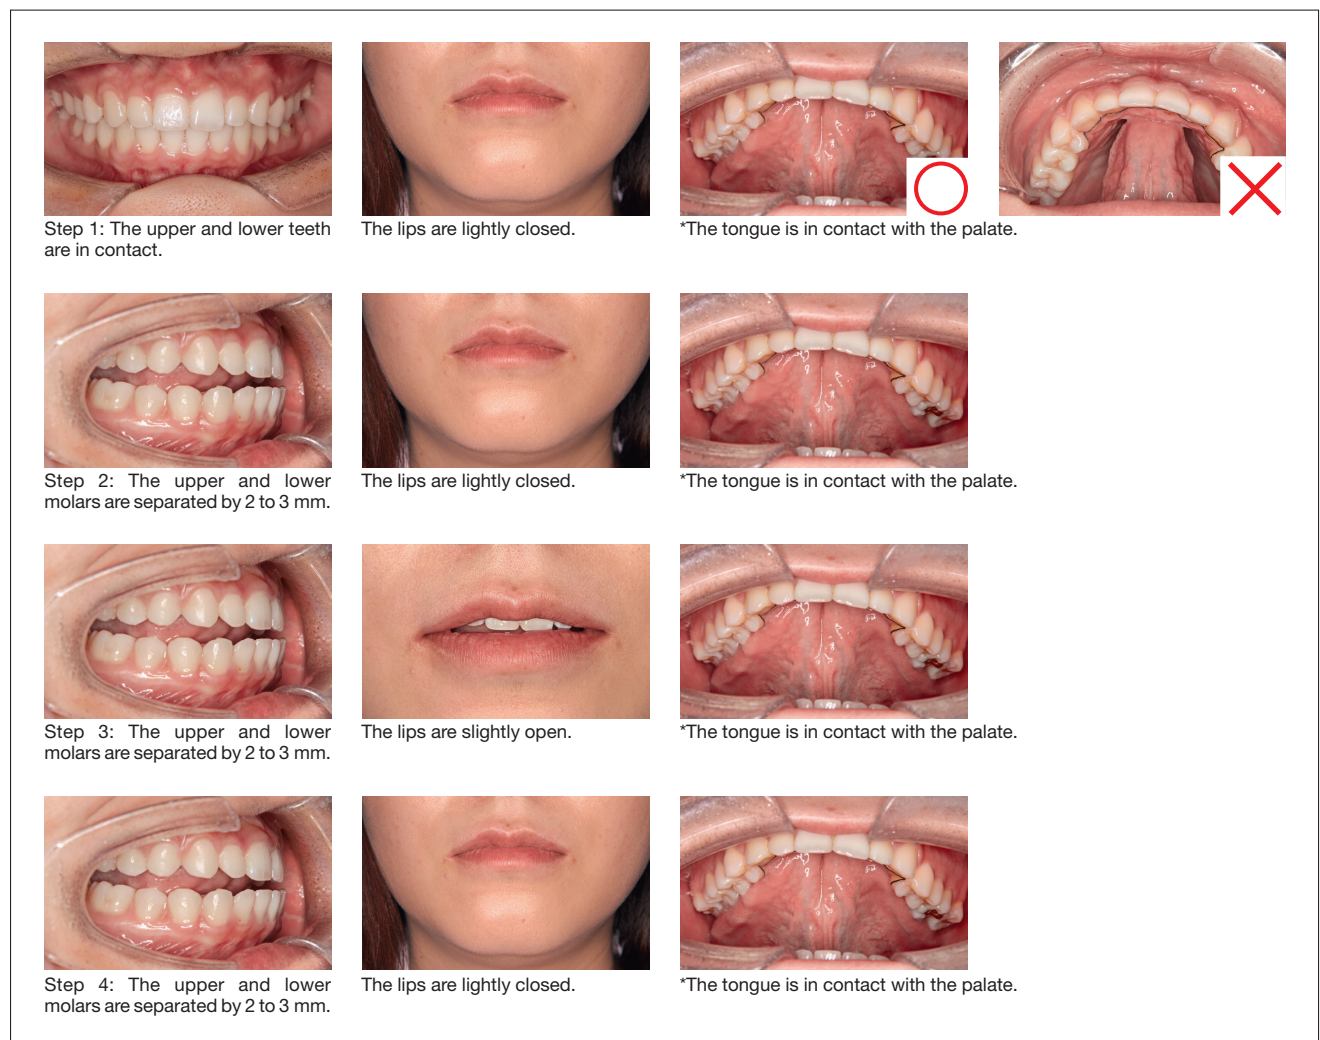 Step 1: The upper and lower teeth
are in contact.
The lips are lightly closed.
*The tongue is in contact with the palate.
Step 2: The upper and lower
molars are separated by 2 to 3 mm.
The lips are lightly closed.
*The tongue is in contact with the palate.
Step 3: The upper and lower
molars are separated by 2 to 3 mm.
The lips are slightly open.
*The tongue is in contact with the palate.
Step 4: The upper and lower
molars are separated by 2 to 3 mm.
The lips are lightly closed.
*The tongue is in contact with the palate.